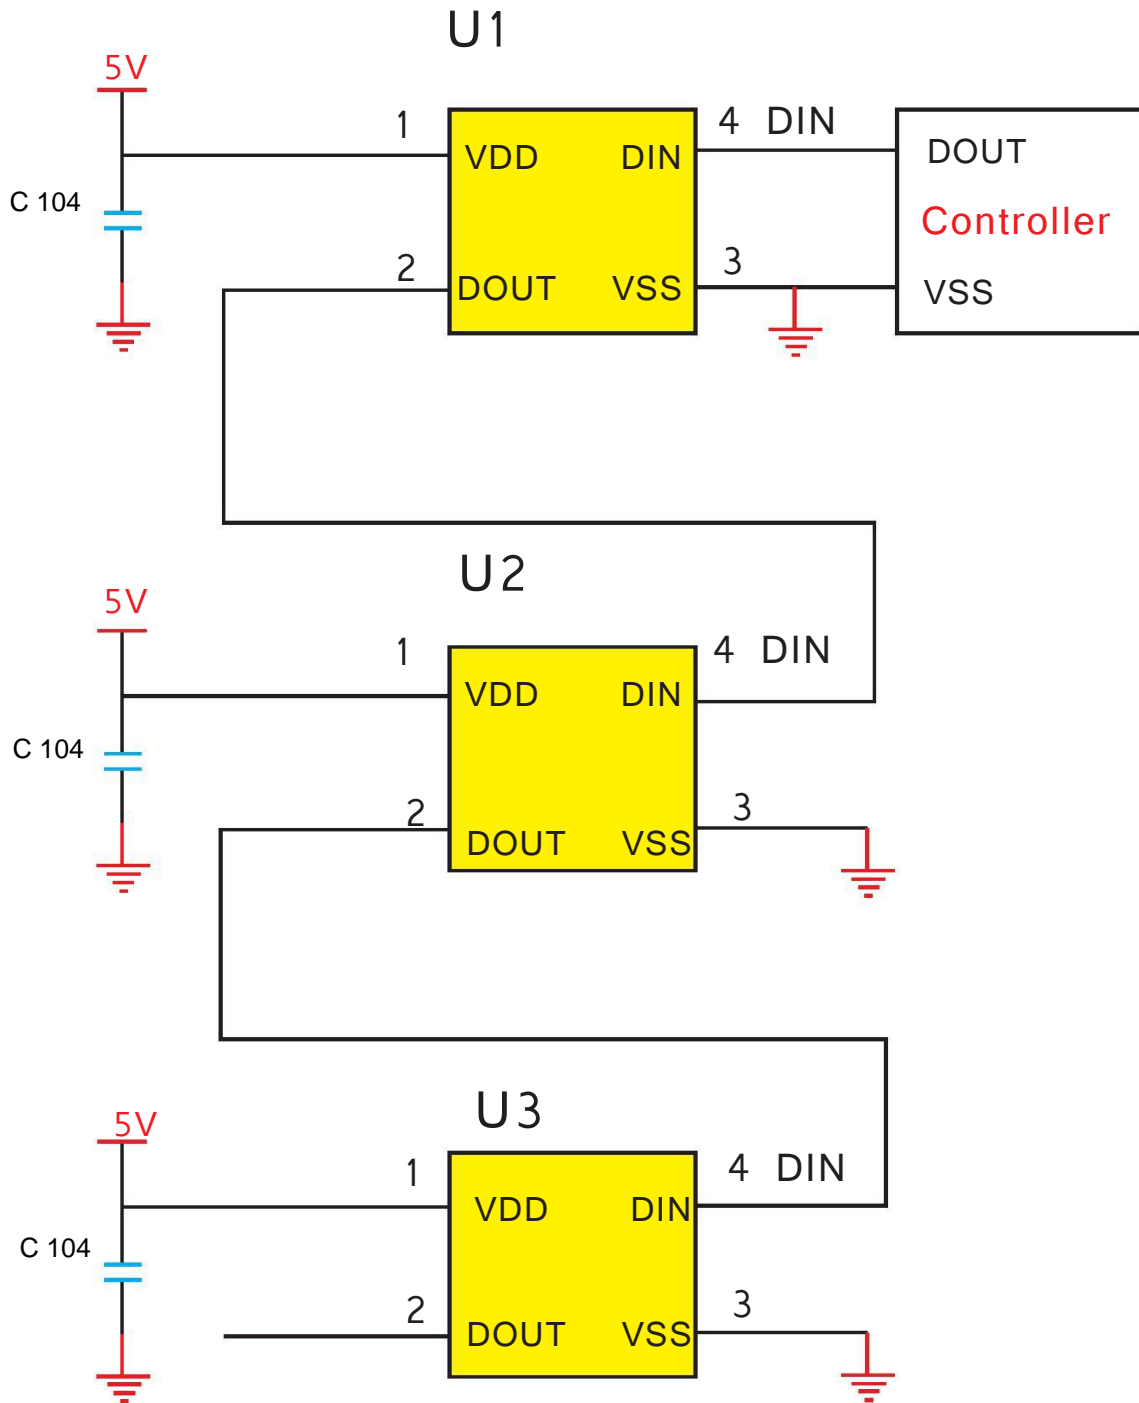 U1
5V
1
4 DIN
VDD
DIN
DOUT
C 104
Controller
2
3
DOUT
VSS
VSS
U2
5V
1
4 DIN
VDD
DIN
C 104
2
3
DOUT
VSS
U3
5V
1
4 DIN
VDD
DIN
C 104
2
3
DOUT
VSS